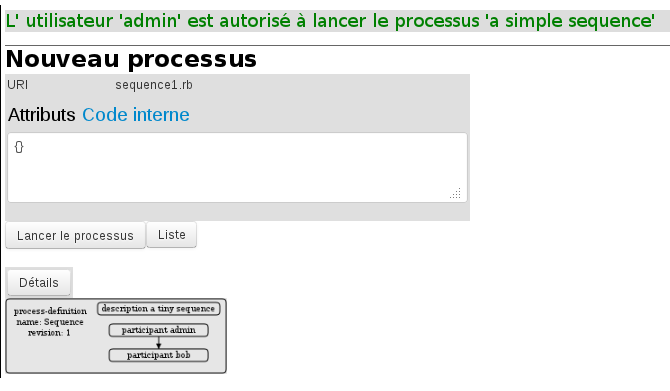 L' utilisateur 'admin' est autorisé à lancer le processus 'a simple sequence'
Nouveau processus
URI sequence1.rb
Attributs Code interne
{}
Lancer le processus Liste
Détails
process-definition
name: Sequence
revision: 1
description a tiny sequence
participant admin
participant bob